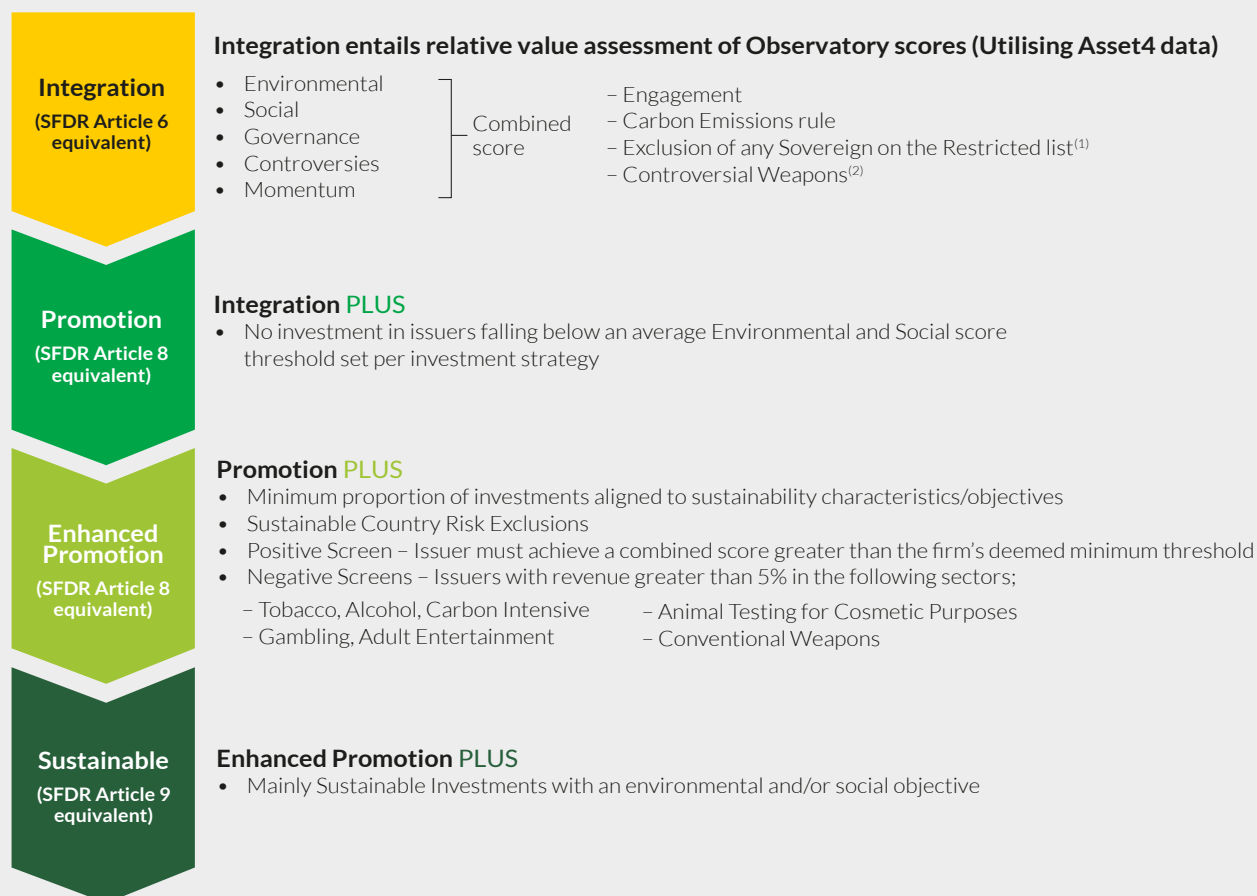 Integration
(SFDR Article 6
equivalent)
Integration entails relative value assessment of Observatory scores (Utilising Asset4 data)
• Environmental
• Social
• Governance
• Controversies
• Momentum
Combined
score
– Engagement
– Carbon Emissions rule
– Exclusion of any Sovereign on the Restricted list(1)
– Controversial Weapons(2)
Promotion
(SFDR Article 8
equivalent)
Integration PLUS
• No investment in issuers falling below an average Environmental and Social score
threshold set per investment strategy
Enhanced
Promotion
(SFDR Article 8
equivalent)
Promotion PLUS
• Minimum proportion of investments aligned to sustainability characteristics/objectives
• Sustainable Country Risk Exclusions
• Positive Screen – Issuer must achieve a combined score greater than the firm’s deemed minimum threshold
• Negative Screens – Issuers with revenue greater than 5% in the following sectors;
– Tobacco, Alcohol, Carbon Intensive
– Gambling, Adult Entertainment
– Animal Testing for Cosmetic Purposes
– Conventional Weapons
Sustainable
(SFDR Article 9
equivalent)
Enhanced Promotion PLUS
• Mainly Sustainable Investments with an environmental and/or social objective